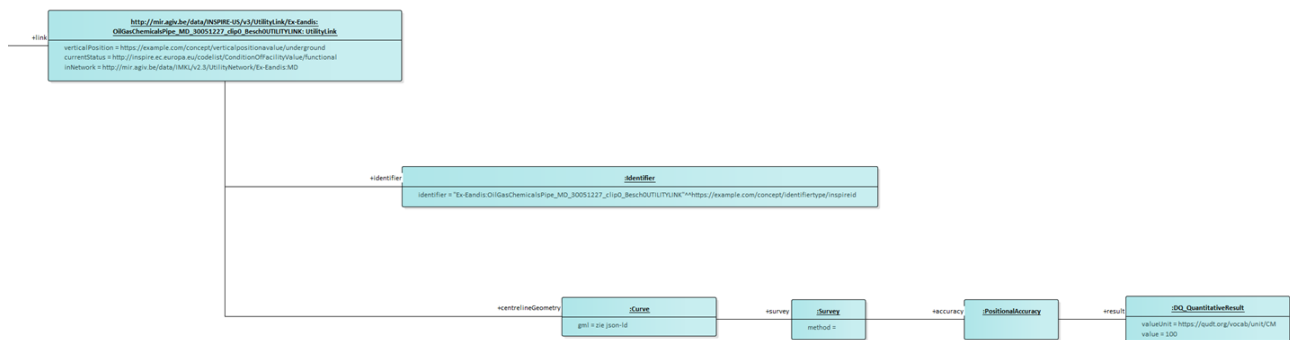 http://mir.agiv.be/data/INSPIRE-US/v3/UtilityLink/Ex-Eandis:
OilGasChemicalsPipe_MD_30051227_clip0_Besch0UTILITYLINK: UtilityLink
+link
verticalPosition = https://example.com/concept/verticalpositionavalue/underground
currentStatus = http://inspire.ec.europa.eu/codelist/ConditionOfFacilityValue/functional
inNetwork = http://mir.agiv.be/data/IMKL/v2.3/UtilityNetwork/Ex-Eandis:MD
+identifier
:Identifier
identifier = "Ex-Eandis:OilGasChemicalsPipe_MD_30051227_clip0_Besch0UTILITYLINK"^^https://example.com/concept/identifiertype/inspireid
+centrelineGeometry
:Curve
gml = zie json-ld
+survey
:Survey
method =
+accuracy
:PositionalAccuracy
+result
:DQ_QuantitativeResult
valueUnit = https://qudt.org/vocab/unit/CM
value = 100